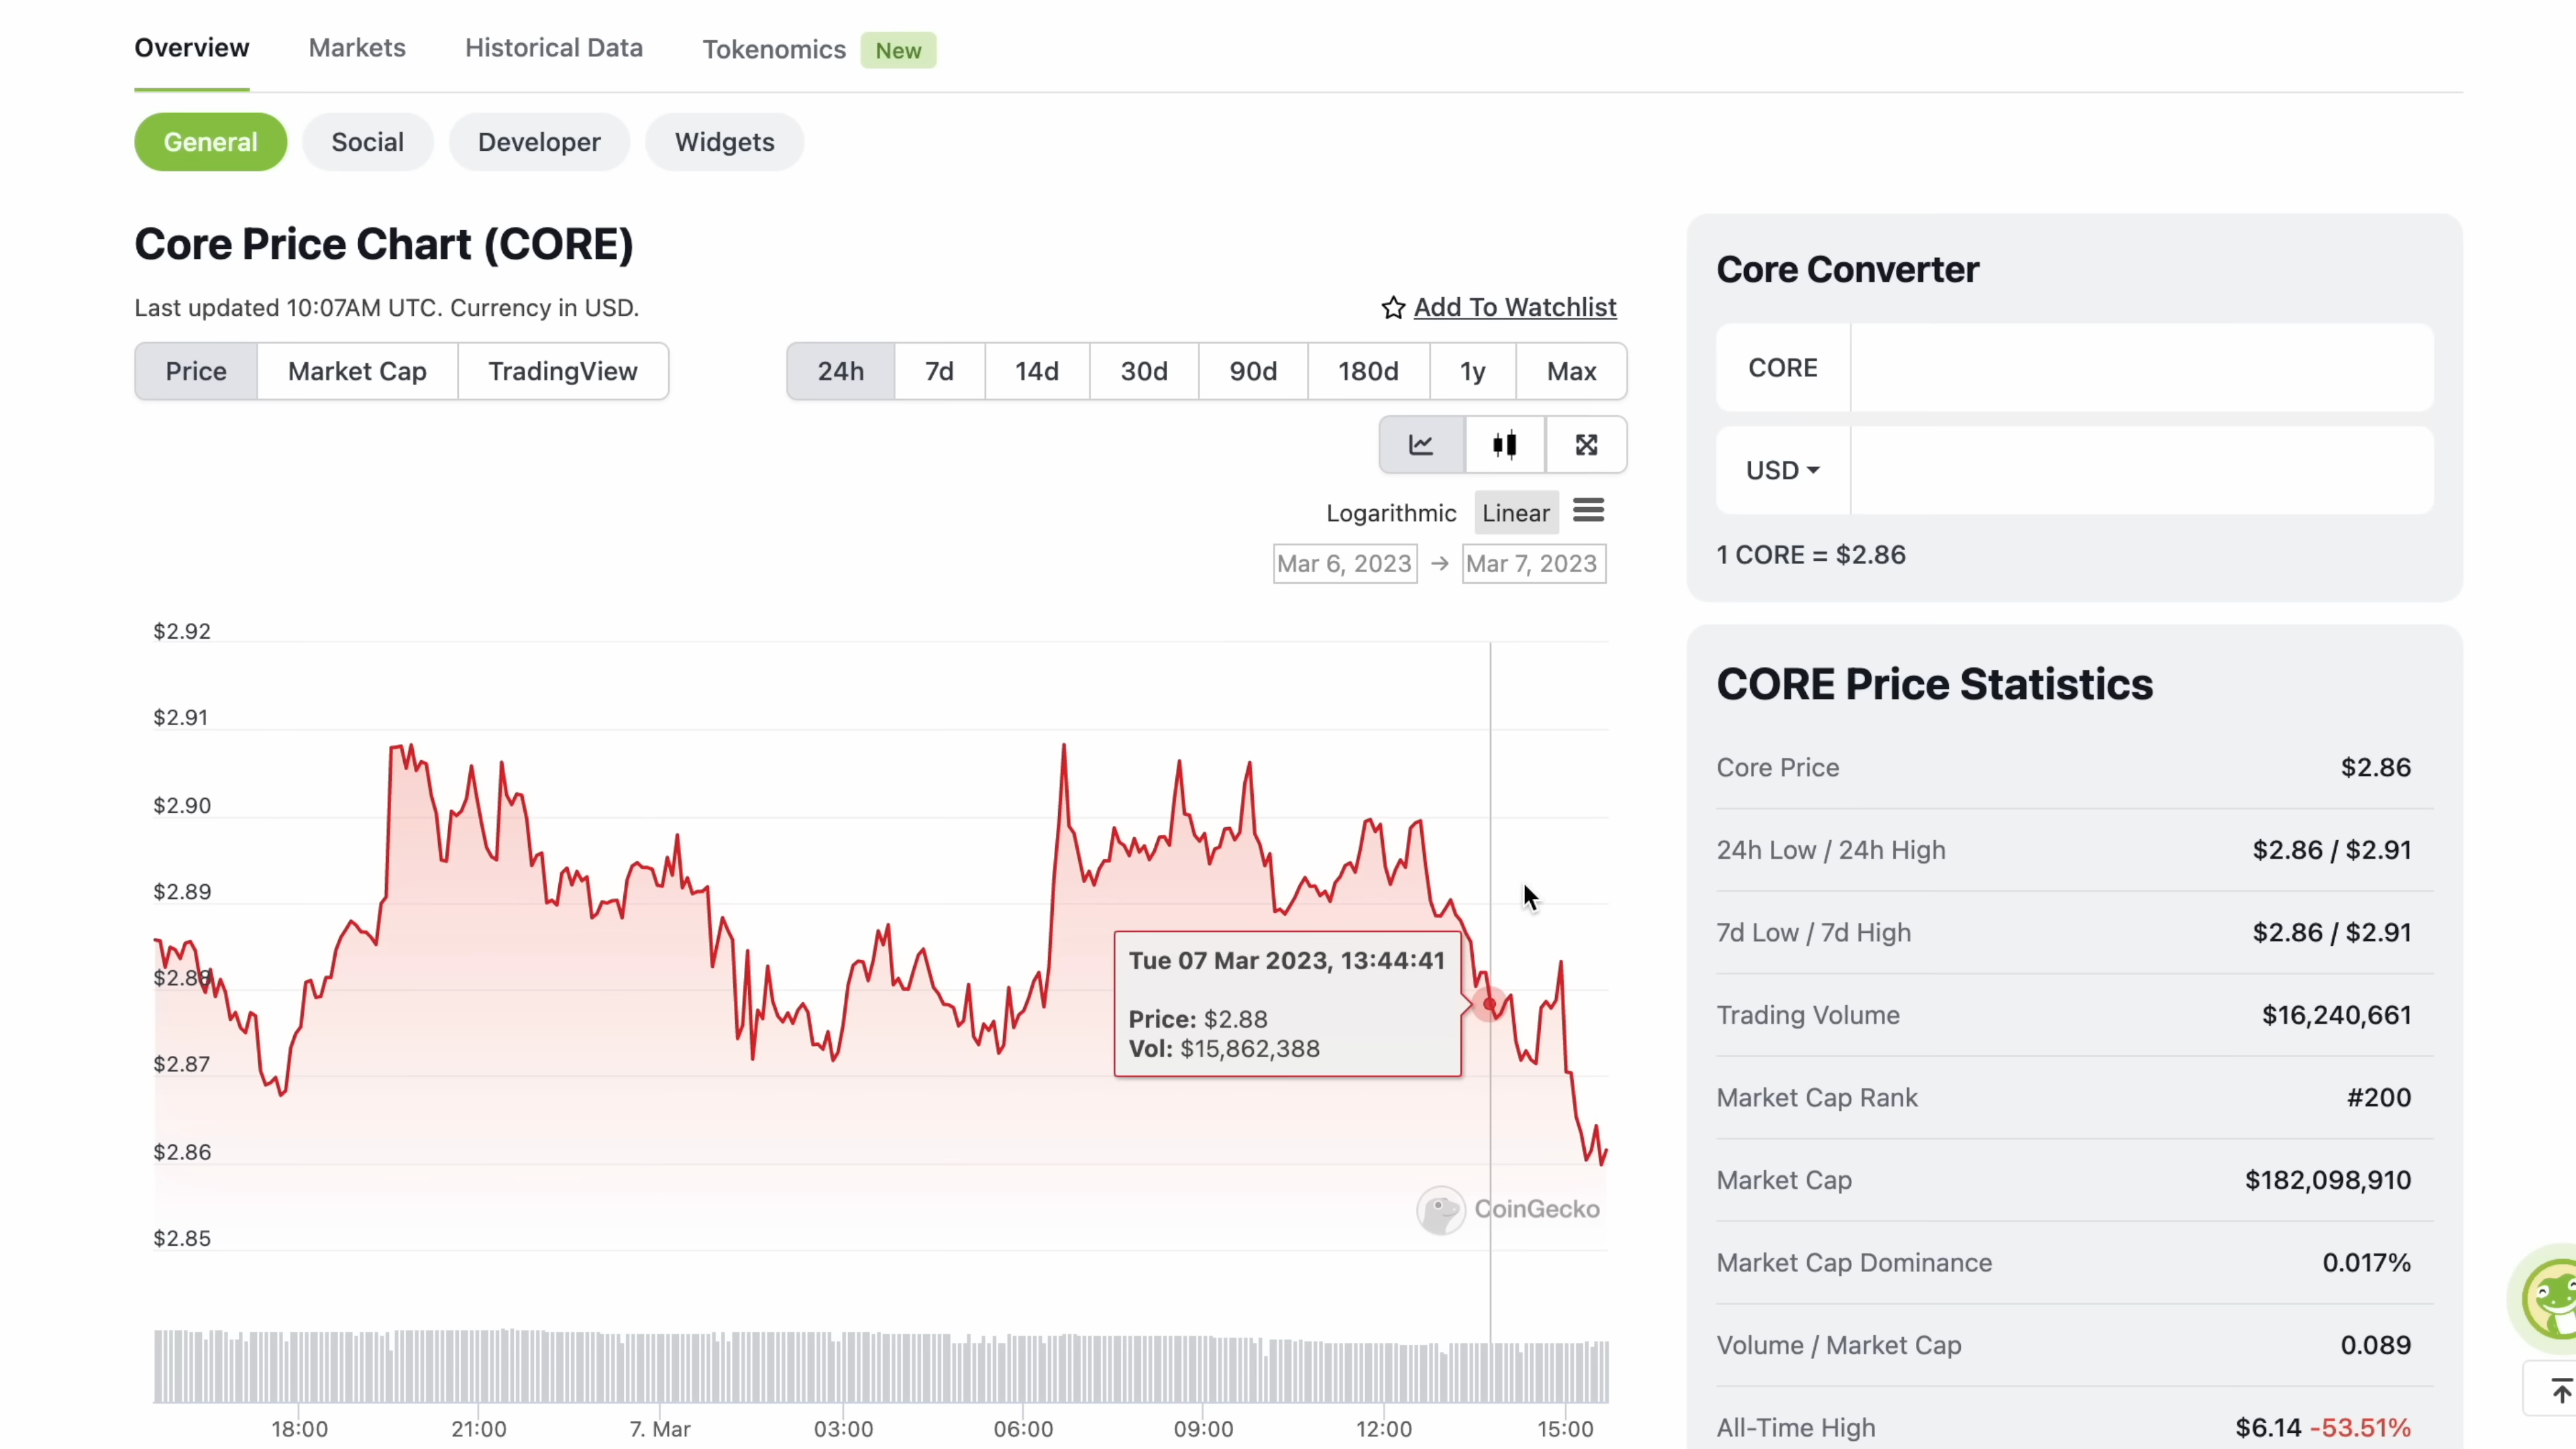 Overview Markets Historical Data Tokenomics New
General Social Developer Widgets
Core Price Chart (CORE)
Last updated 10:07AM UTC. Currency in USD.
Add To Watchlist
Price Market Cap TradingView
24h 7d 14d 30d 90d 180d 1y Max
Logarithmic Linear
Mar 6, 2023 → Mar 7, 2023
$2.92
$2.91
$2.90
$2.89
$2.88
$2.87
$2.86
$2.85
Tue 07 Mar 2023, 13:44:41
Price: $2.88
Vol: $15,862,388
CoinGecko
18:00 21:00 7. Mar 03:00 06:00 09:00 12:00 15:00
Core Converter
CORE
USD
1 CORE = $2.86
CORE Price Statistics
Core Price $2.86
24h Low / 24h High $2.86 / $2.91
7d Low / 7d High $2.86 / $2.91
Trading Volume $16,240,661
Market Cap Rank #200
Market Cap $182,098,910
Market Cap Dominance 0.017%
Volume / Market Cap 0.089
All-Time High $6.14 -53.51%